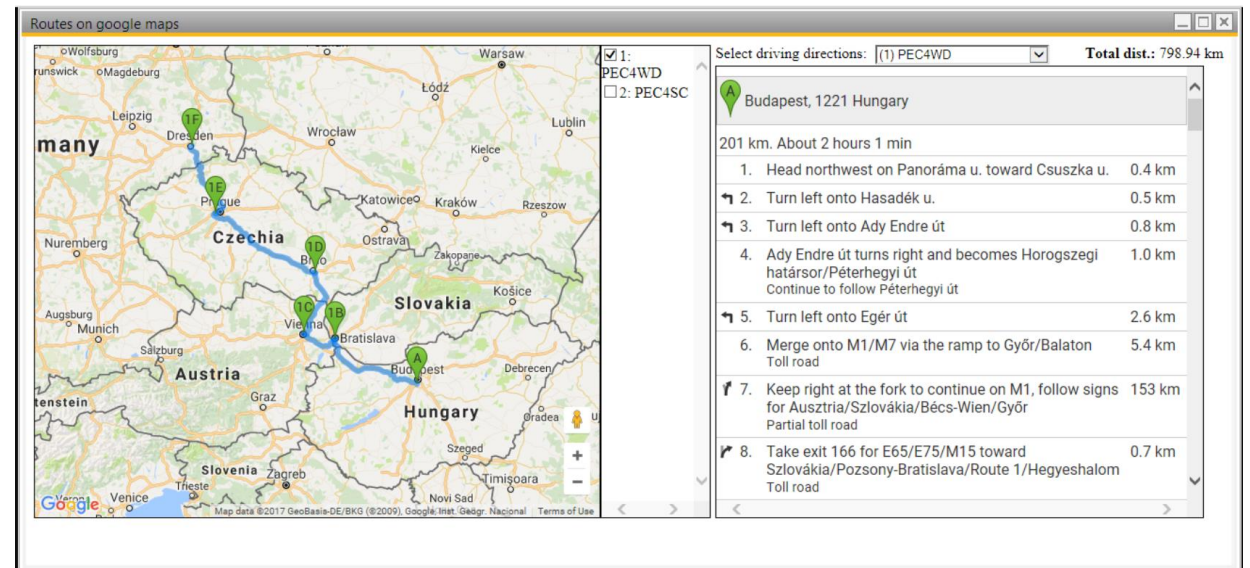 Routes on google maps
Wolfsburg
runswick
Magdeburg
Warsaw
Łódź
Leipzig
1F
Dresden
Wrocław
Lublin
many
Kielce
1E
Prague
Katowice
Kraków
Rzeszow
Nuremberg
Czechia
1D
Ostrava
Brno
Zakopane
Košice
Slovakia
Augsburg
1C
1B
Munich
Vienna
Bratislava
Salzburg
A
Budapest
Debrecen
Austria
tenstein
Graz
Hungary
Oradea
Szeged
Slovenia
Zagreb
Timișoara
Trieste
Verona
Venice
Novi Sad
Google
Map data ©2017 GeoBasis-DE/BKG (©2009), Google, Inst. Geogr. Nacional
Terms of Use
1:
PEC4WD
2: PEC4SC
Select driving directions: (1) PEC4WD Total dist.: 798.94 km
A Budapest, 1221 Hungary
201 km. About 2 hours 1 min
1. Head northwest on Panoráma u. toward Csuszka u. 0.4 km
2. Turn left onto Hasadék u. 0.5 km
3. Turn left onto Ady Endre út 0.8 km
4. Ady Endre út turns right and becomes Horogszegi 1.0 km
határsor/Péterhegyi út
Continue to follow Péterhegyi út
5. Turn left onto Egér út 2.6 km
6. Merge onto M1/M7 via the ramp to Győr/Balaton 5.4 km
Toll road
7. Keep right at the fork to continue on M1, follow signs 153 km
for Ausztria/Szlovákia/Bécs-Wien/Győr
Partial toll road
8. Take exit 166 for E65/E75/M15 toward 0.7 km
Szlovákia/Pozsony-Bratislava/Route 1/Hegyeshalom
Toll road